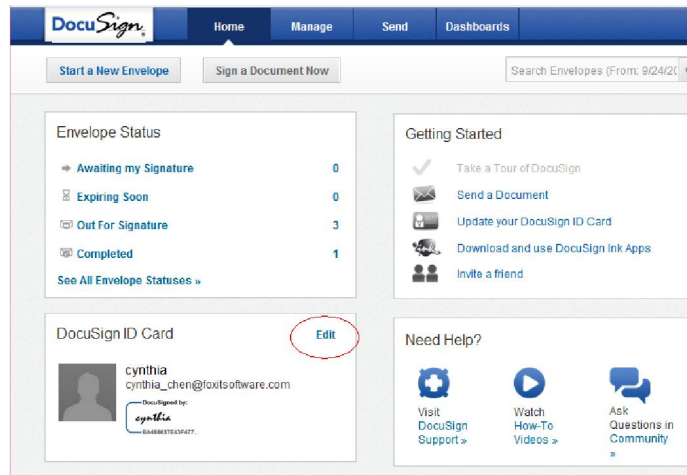 DocuSign
Home Manage Send Dashboards
Start a New Envelope Sign a Document Now Search Envelopes (From: 9/24/20
Envelope Status
Awaiting my Signature 0
Expiring Soon 0
Out For Signature 3
Completed 1
See All Envelope Statuses »
Getting Started
Take a Tour of DocuSign
Send a Document
Update your DocuSign ID Card
Download and use DocuSign Ink Apps
Invite a friend
DocuSign ID Card Edit
cynthia
cynthia_chen@foxitsoftware.com
DocuSigned by:
cynthia
Need Help?
Visit
DocuSign
Support »
Watch
How-To
Videos »
Ask
Questions in
Community
»